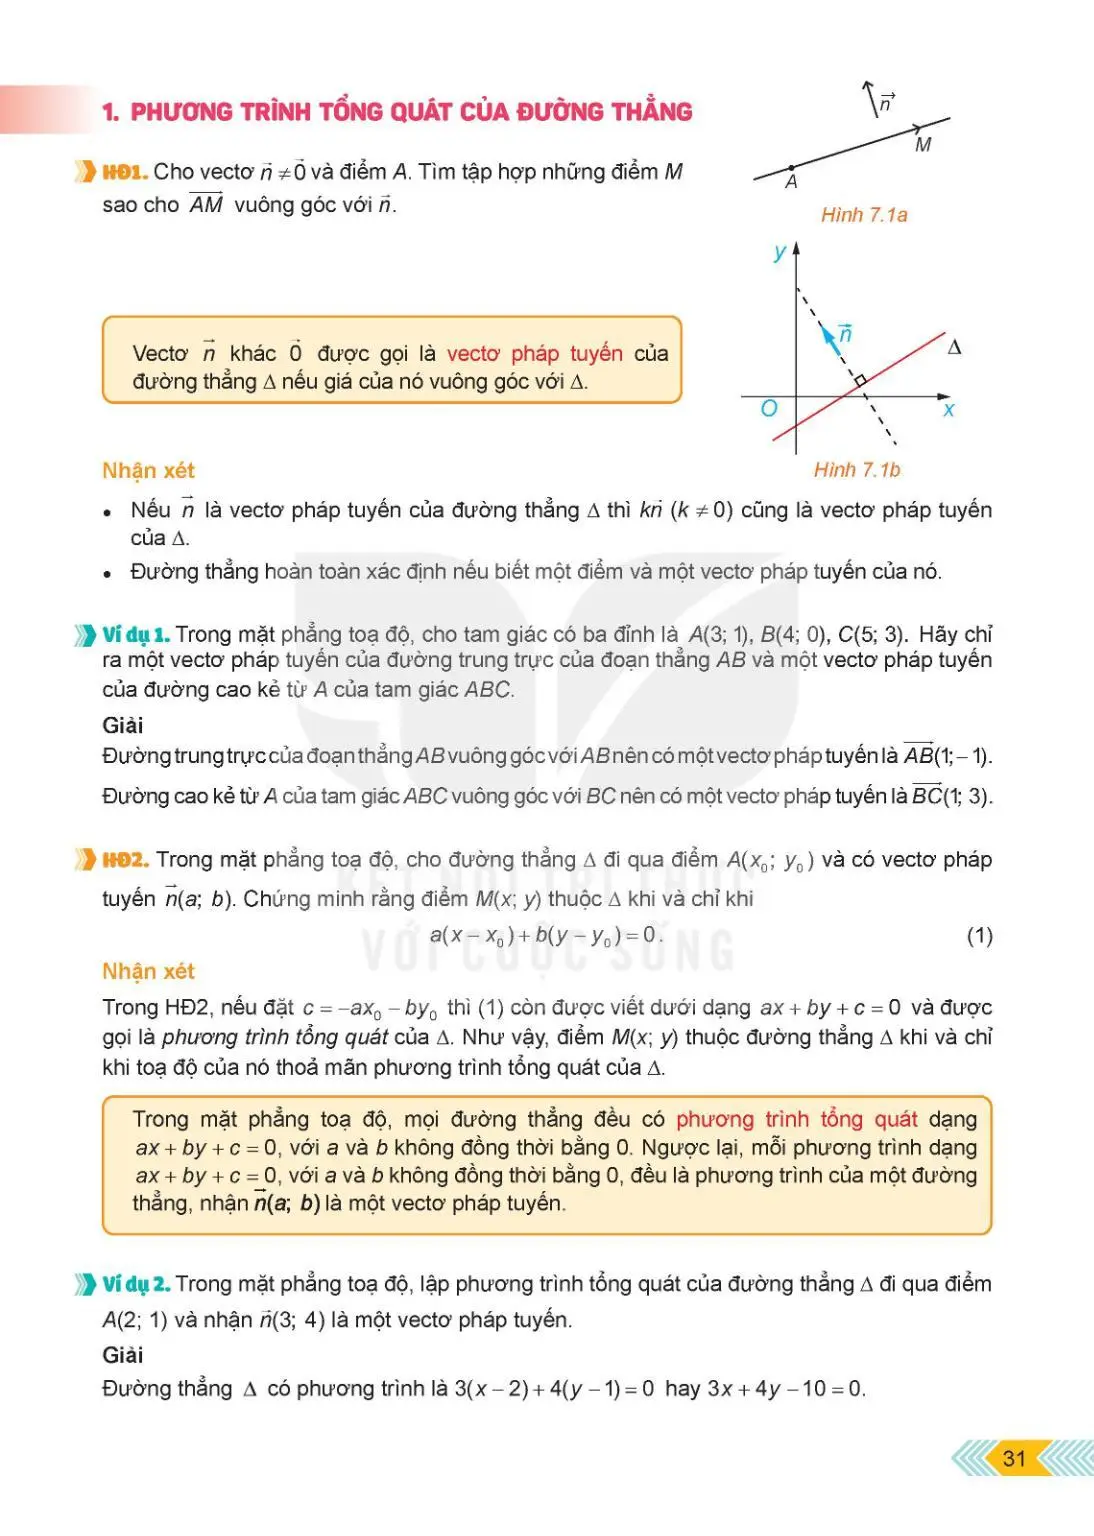 1. PHƯƠNG TRÌNH TỔNG QUÁT CỦA ĐƯỜNG THẲNG
HĐ1. Cho vectơ n⃗ ≠ 0⃗ và điểm A. Tìm tập hợp những điểm M
sao cho AM⃗ vuông góc với n⃗.
n⃗
M
A
Hình 7.1a
y
n⃗
Δ
O
x
Hình 7.1b
Vectơ n⃗ khác 0⃗ được gọi là vectơ pháp tuyến của
đường thẳng Δ nếu giá của nó vuông góc với Δ.
Nhận xét
• Nếu n⃗ là vectơ pháp tuyến của đường thẳng Δ thì kn⃗ (k ≠ 0) cũng là vectơ pháp tuyến
của Δ.
• Đường thẳng hoàn toàn xác định nếu biết một điểm và một vectơ pháp tuyến của nó.
Ví dụ 1. Trong mặt phẳng toạ độ, cho tam giác có ba đỉnh là A(3; 1), B(4; 0), C(5; 3). Hãy chỉ
ra một vectơ pháp tuyến của đường trung trực của đoạn thẳng AB và một vectơ pháp tuyến
của đường cao kẻ từ A của tam giác ABC.
Giải
Đường trung trực của đoạn thẳng AB vuông góc với AB nên có một vectơ pháp tuyến là AB⃗(1; – 1).
Đường cao kẻ từ A của tam giác ABC vuông góc với BC nên có một vectơ pháp tuyến là BC⃗(1; 3).
HĐ2. Trong mặt phẳng toạ độ, cho đường thẳng Δ đi qua điểm A(x₀; y₀) và có vectơ pháp
tuyến n⃗(a; b). Chứng minh rằng điểm M(x; y) thuộc Δ khi và chỉ khi
a(x – x₀) + b(y – y₀) = 0. (1)
KẾT NỐI TRI THỨC
VỚI CUỘC SỐNG
Nhận xét
Trong HĐ2, nếu đặt c = –ax₀ – by₀ thì (1) còn được viết dưới dạng ax + by + c = 0 và được
gọi là phương trình tổng quát của Δ. Như vậy, điểm M(x; y) thuộc đường thẳng Δ khi và chỉ
khi toạ độ của nó thoả mãn phương trình tổng quát của Δ.
Trong mặt phẳng toạ độ, mọi đường thẳng đều có phương trình tổng quát dạng
ax + by + c = 0, với a và b không đồng thời bằng 0. Ngược lại, mỗi phương trình dạng
ax + by + c = 0, với a và b không đồng thời bằng 0, đều là phương trình của một đường
thẳng, nhận n⃗(a; b) là một vectơ pháp tuyến.
Ví dụ 2. Trong mặt phẳng toạ độ, lập phương trình tổng quát của đường thẳng Δ đi qua điểm
A(2; 1) và nhận n⃗(3; 4) là một vectơ pháp tuyến.
Giải
Đường thẳng Δ có phương trình là 3(x – 2) + 4(y – 1) = 0 hay 3x + 4y – 10 = 0.
31